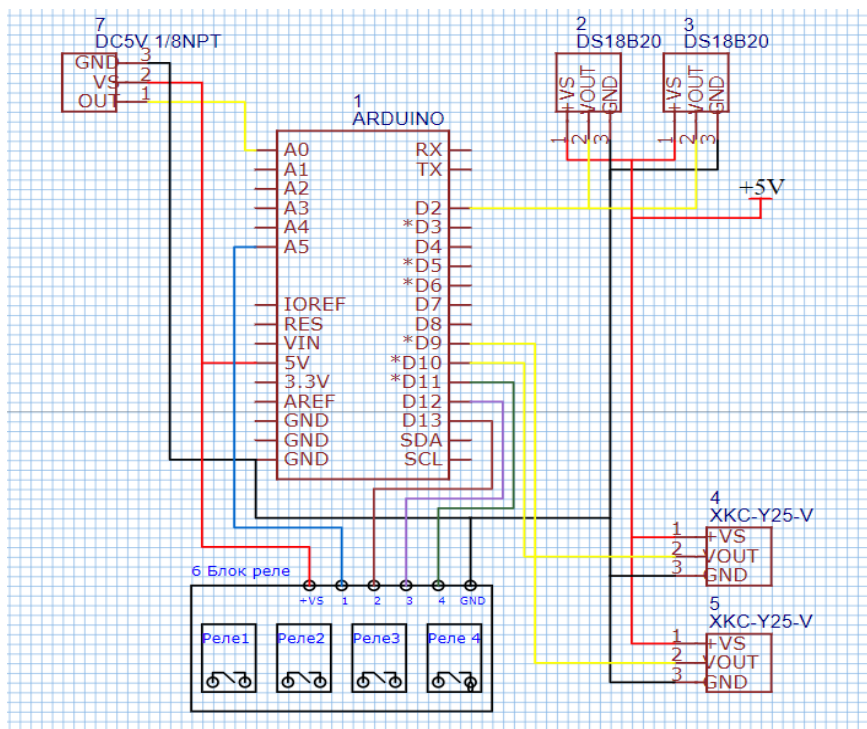 7
DC5V 1/8NPT
GND 3
VS 2
OUT 1
2
DS18B20
+VS
VOUT
GND
1
2
3
3
DS18B20
+VS
VOUT
GND
1
2
3
+5V
1
ARDUINO
A0
A1
A2
A3
A4
A5
IOREF
RES
VIN
5V
3.3V
AREF
GND
GND
GND
RX
TX
D2
*D3
D4
*D5
*D6
D7
D8
*D9
*D10
*D11
D12
D13
SDA
SCL
4
XKC-Y25-V
1 +VS
2 VOUT
3 GND
5
XKC-Y25-V
1 +VS
2 VOUT
3 GND
6 Блок реле
+VS 1 2 3 4 GND
Реле1 Реле2 Реле3 Реле 4